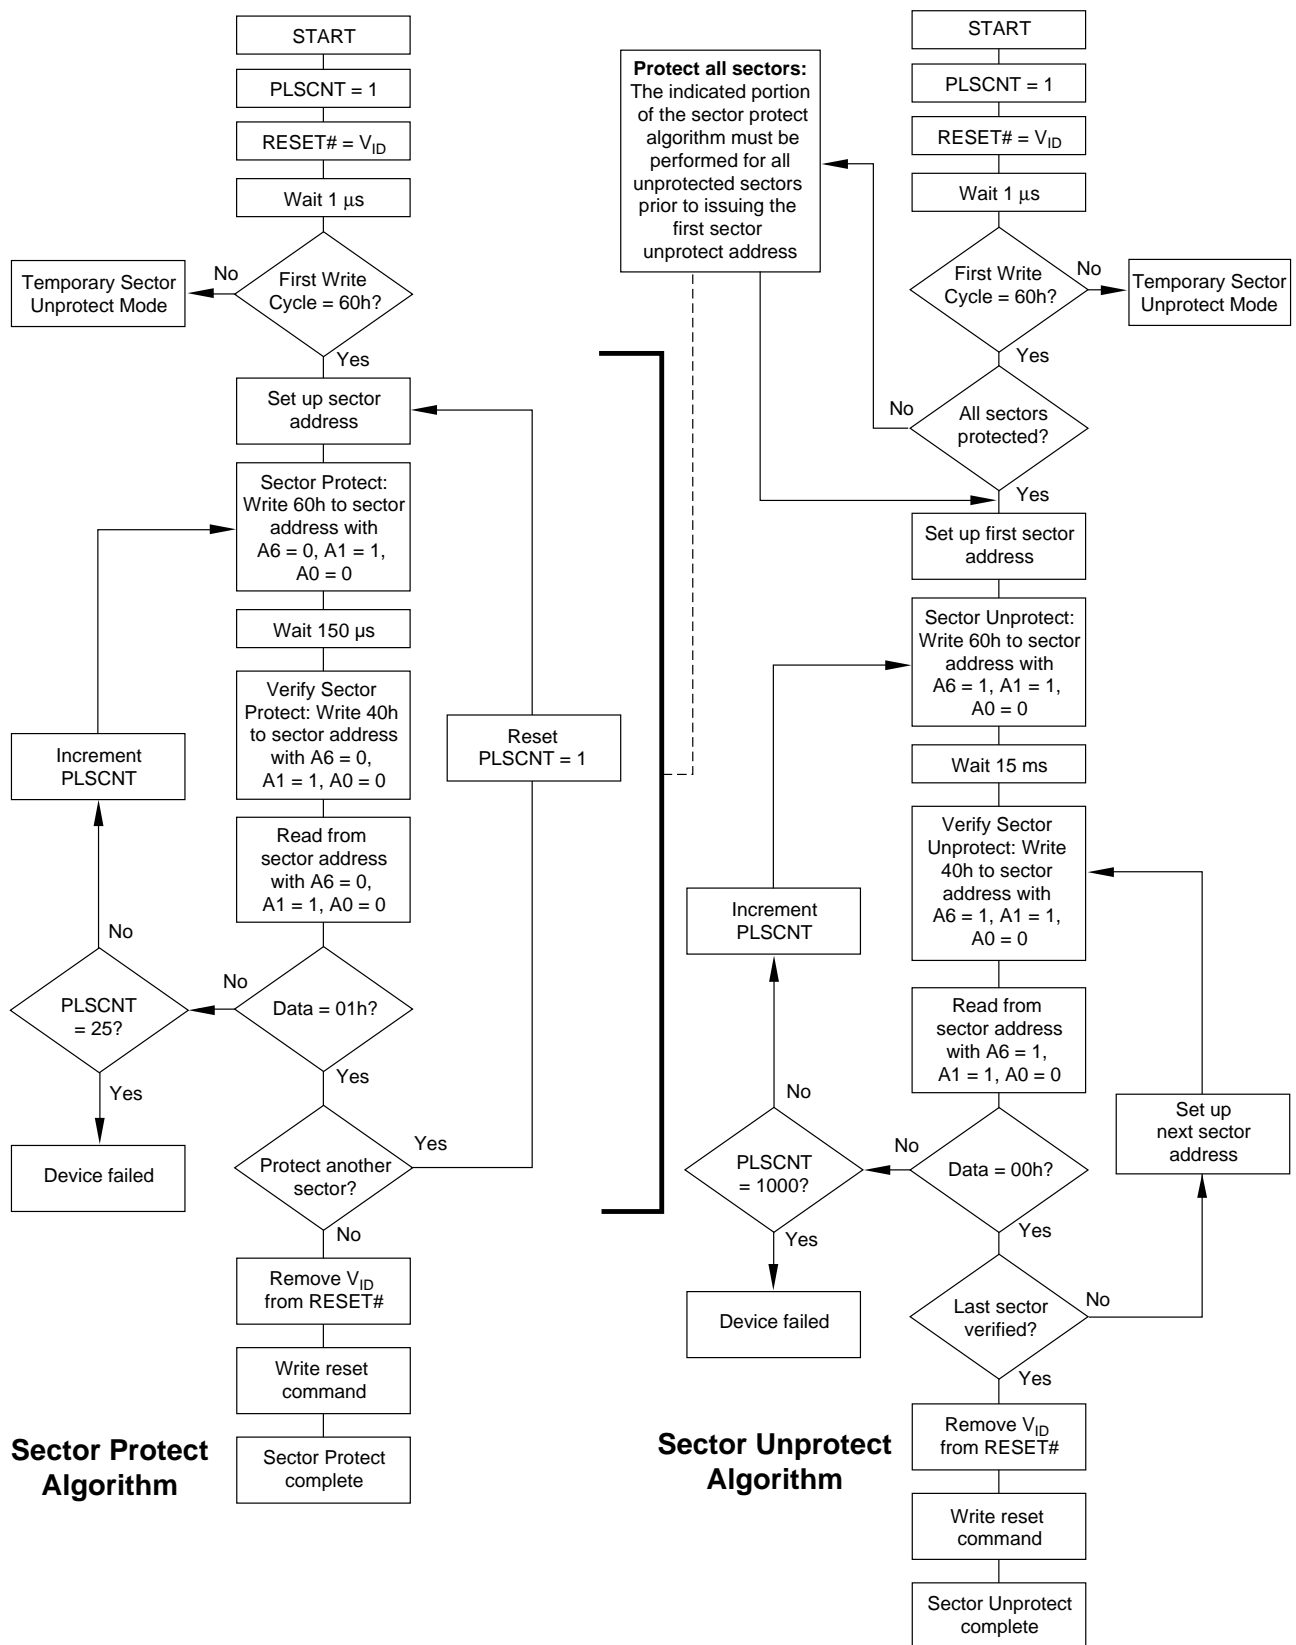 START
PLSCNT = 1
RESET# = VID
Wait 1 μs
First Write
Cycle = 60h?
No
Temporary Sector
Unprotect Mode
Yes
Set up sector
address
Sector Protect:
Write 60h to sector
address with
A6 = 0, A1 = 1,
A0 = 0
Wait 150 μs
Verify Sector
Protect: Write 40h
to sector address
with A6 = 0,
A1 = 1, A0 = 0
Increment
PLSCNT
Reset
PLSCNT = 1
Read from
sector address
with A6 = 0,
A1 = 1, A0 = 0
No
No
PLSCNT
= 25?
Data = 01h?
Yes
Yes
Device failed
Protect another
sector?
Yes
No
Remove VID
from RESET#
Write reset
command
Sector Protect
complete
Sector Protect
Algorithm
Protect all sectors:
The indicated portion
of the sector protect
algorithm must be
performed for all
unprotected sectors
prior to issuing the
first sector
unprotect address
START
PLSCNT = 1
RESET# = VID
Wait 1 μs
First Write
Cycle = 60h?
No
Temporary Sector
Unprotect Mode
Yes
No
All sectors
protected?
Yes
Set up first sector
address
Sector Unprotect:
Write 60h to sector
address with
A6 = 1, A1 = 1,
A0 = 0
Wait 15 ms
Verify Sector
Unprotect: Write
40h to sector
address with
A6 = 1, A1 = 1,
A0 = 0
Increment
PLSCNT
Read from
sector address
with A6 = 1,
A1 = 1, A0 = 0
No
Set up
next sector
address
No
PLSCNT
= 1000?
Data = 00h?
Yes
Yes
Device failed
Last sector
verified?
No
Yes
Remove VID
from RESET#
Write reset
command
Sector Unprotect
complete
Sector Unprotect
Algorithm